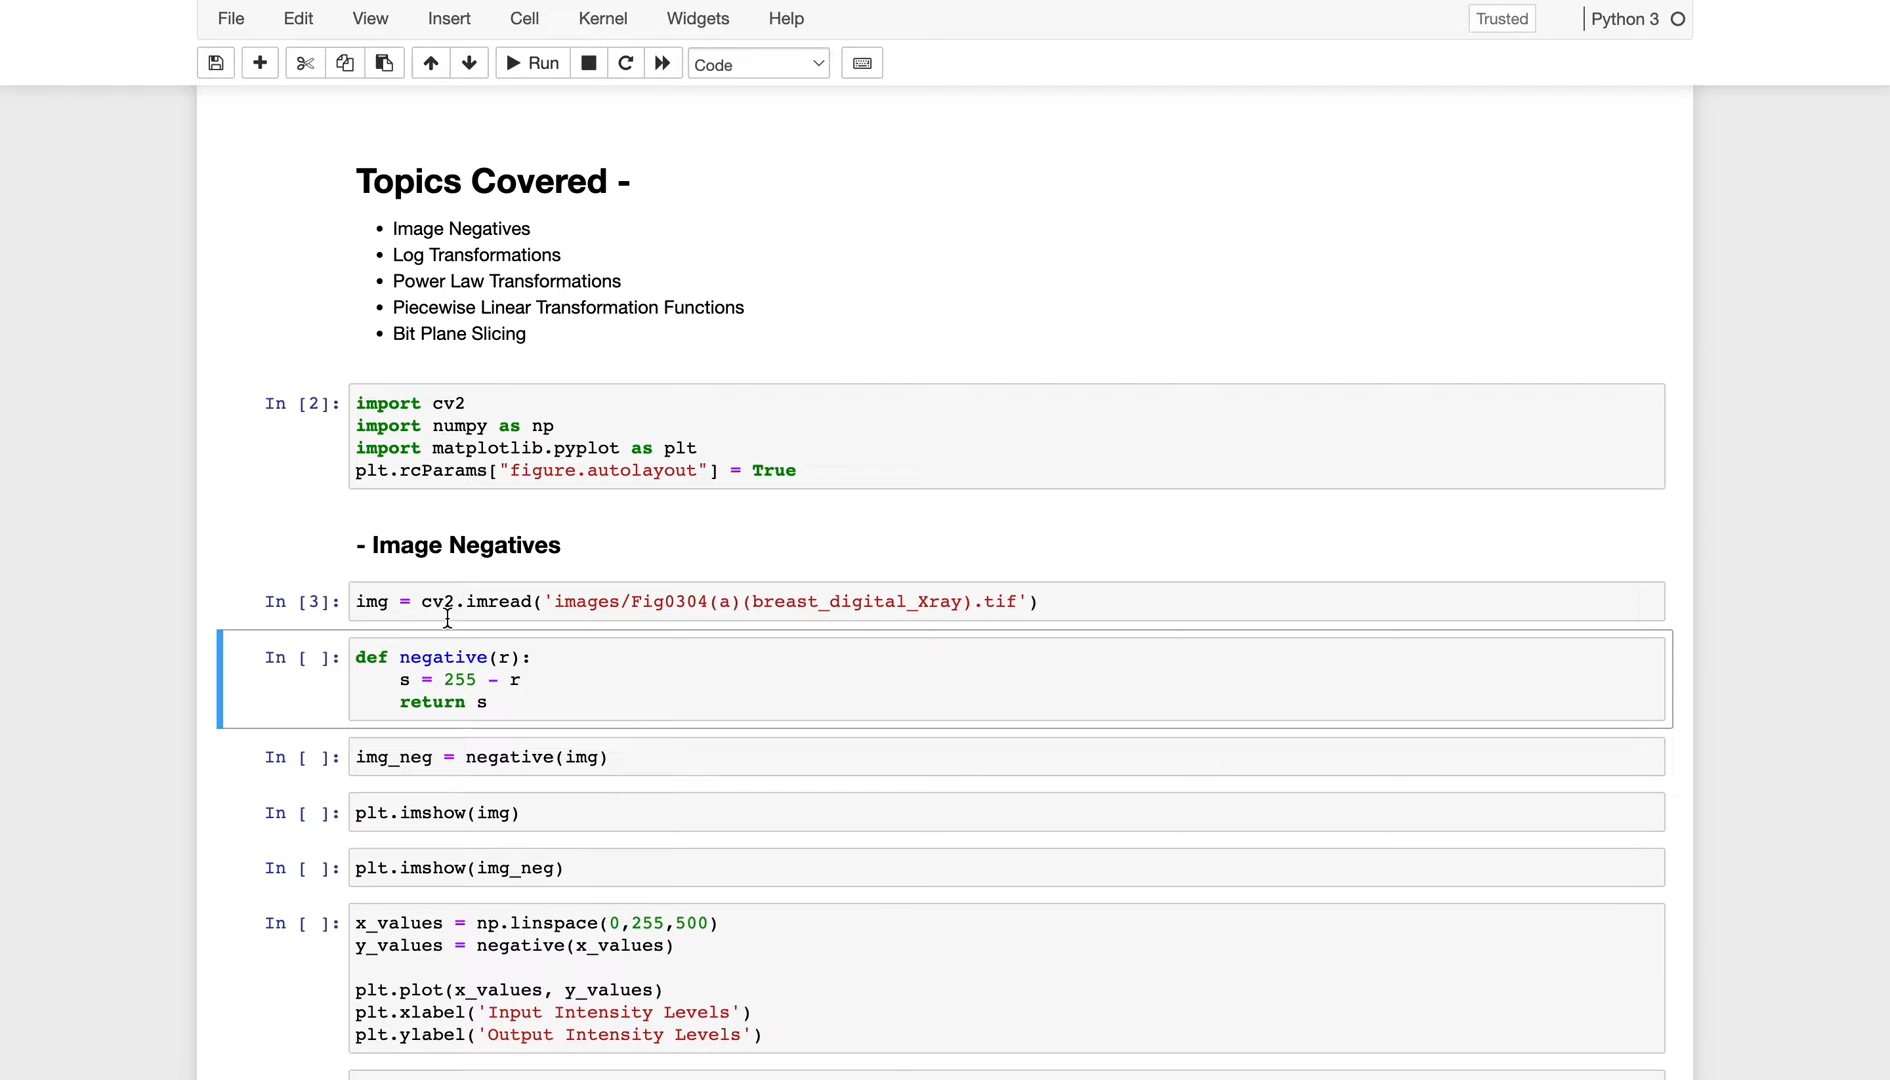 File Edit View Insert Cell Kernel Widgets Help Trusted Python 3
Run Code
Topics Covered -
• Image Negatives
• Log Transformations
• Power Law Transformations
• Piecewise Linear Transformation Functions
• Bit Plane Slicing
In [2]: import cv2
import numpy as np
import matplotlib.pyplot as plt
plt.rcParams["figure.autolayout"] = True
- Image Negatives
In [3]: img = cv2.imread('images/Fig0304(a)(breast_digital_Xray).tif')
In [ ]: def negative(r):
    s = 255 - r
    return s
In [ ]: img_neg = negative(img)
In [ ]: plt.imshow(img)
In [ ]: plt.imshow(img_neg)
In [ ]: x_values = np.linspace(0,255,500)
y_values = negative(x_values)
plt.plot(x_values, y_values)
plt.xlabel('Input Intensity Levels')
plt.ylabel('Output Intensity Levels')